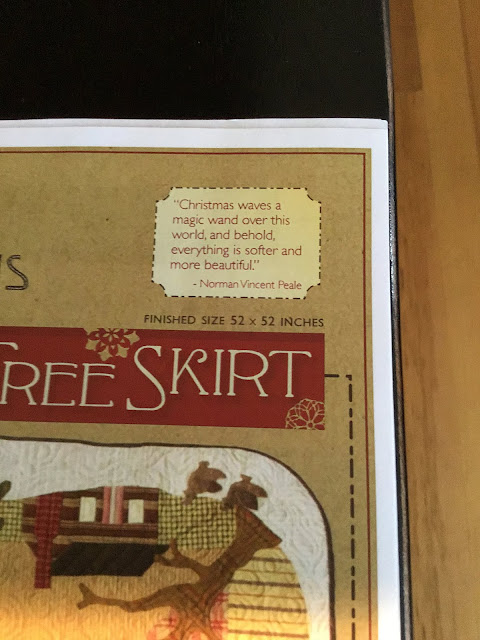 "Christmas waves a
magic wand over this
world, and behold,
everything is softer and
more beautiful."
- Norman Vincent Peale
FINISHED SIZE 52 x 52 INCHES
TREE SKIRT